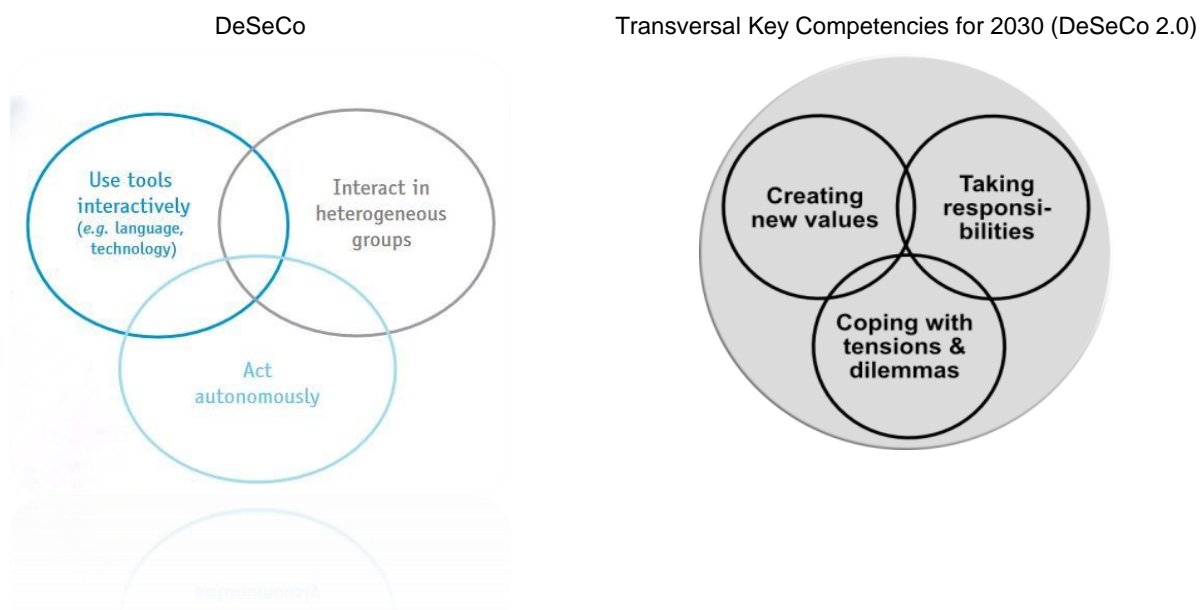 DeSeCo
Transversal Key Competencies for 2030 (DeSeCo 2.0)
Use tools
interactively
(e.g. language,
technology)
Interact in
heterogeneous
groups
Act
autonomously
Creating
new values
Taking
responsi-
bilities
Coping with
tensions &
dilemmas